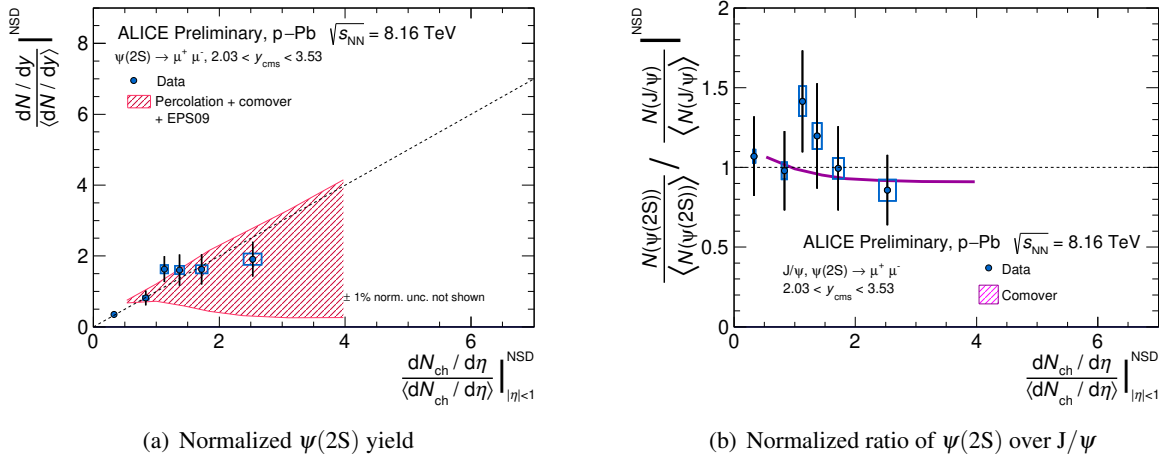 dN / dy
⟨dN / dy⟩
NSD
8
6
4
2
0
ALICE Preliminary, p−Pb √sNN = 8.16 TeV
ψ(2S) → μ+ μ-, 2.03 < ycms < 3.53
Data
Percolation + comover
+ EPS09
± 1% norm. unc. not shown
0 2 4 6
dNch / dη
⟨dNch / dη⟩
NSD
|η|<1
(a) Normalized ψ(2S) yield
N(ψ(2S))
⟨N(ψ(2S))⟩
/
N(J/ψ)
⟨N(J/ψ)⟩
NSD
2
1.5
1
0.5
0
ALICE Preliminary, p−Pb √sNN = 8.16 TeV
J/ψ, ψ(2S) → μ+ μ-
2.03 < ycms < 3.53
Data
Comover
0 2 4 6
dNch / dη
⟨dNch / dη⟩
NSD
|η|<1
(b) Normalized ratio of ψ(2S) over J/ψ